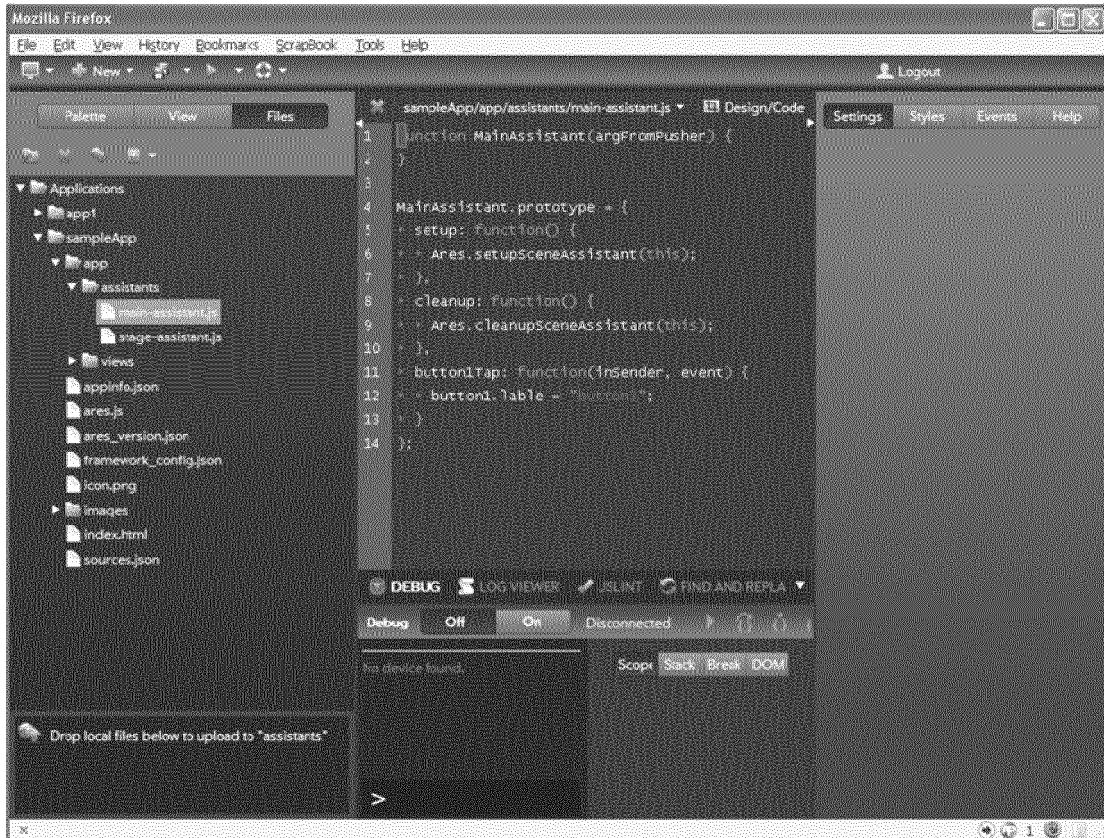 Mozilla Firefox
File Edit View History Bookmarks ScrapBook Tools Help
New
Logout
Palette View Files
sampleApp/app/assistants/main-assistant.js Design/Code
Settings Styles Events Help
Applications
app1
sampleApp
app
assistants
main-assistant.js
stage-assistant.js
views
appinfo.json
ares.js
ares_version.json
framework_config.json
icon.png
images
index.html
sources.json
1 function MainAssistant(argFromPusher) {
2 }
3
4 MainAssistant.prototype = {
5 setup: function() {
6 Ares.setupSceneAssistant(this);
7 },
8 cleanup: function() {
9 Ares.cleanupSceneAssistant(this);
10 },
11 button1Tap: function(inSender, event) {
12 button1.lable = "button1";
13 }
14 };
DEBUG LOG VIEWER JSLINT FIND AND REPLA
Debug Off On Disconnected
No device found.
Scope Stack Break DOM
Drop local files below to upload to "assistants"
>
× 1